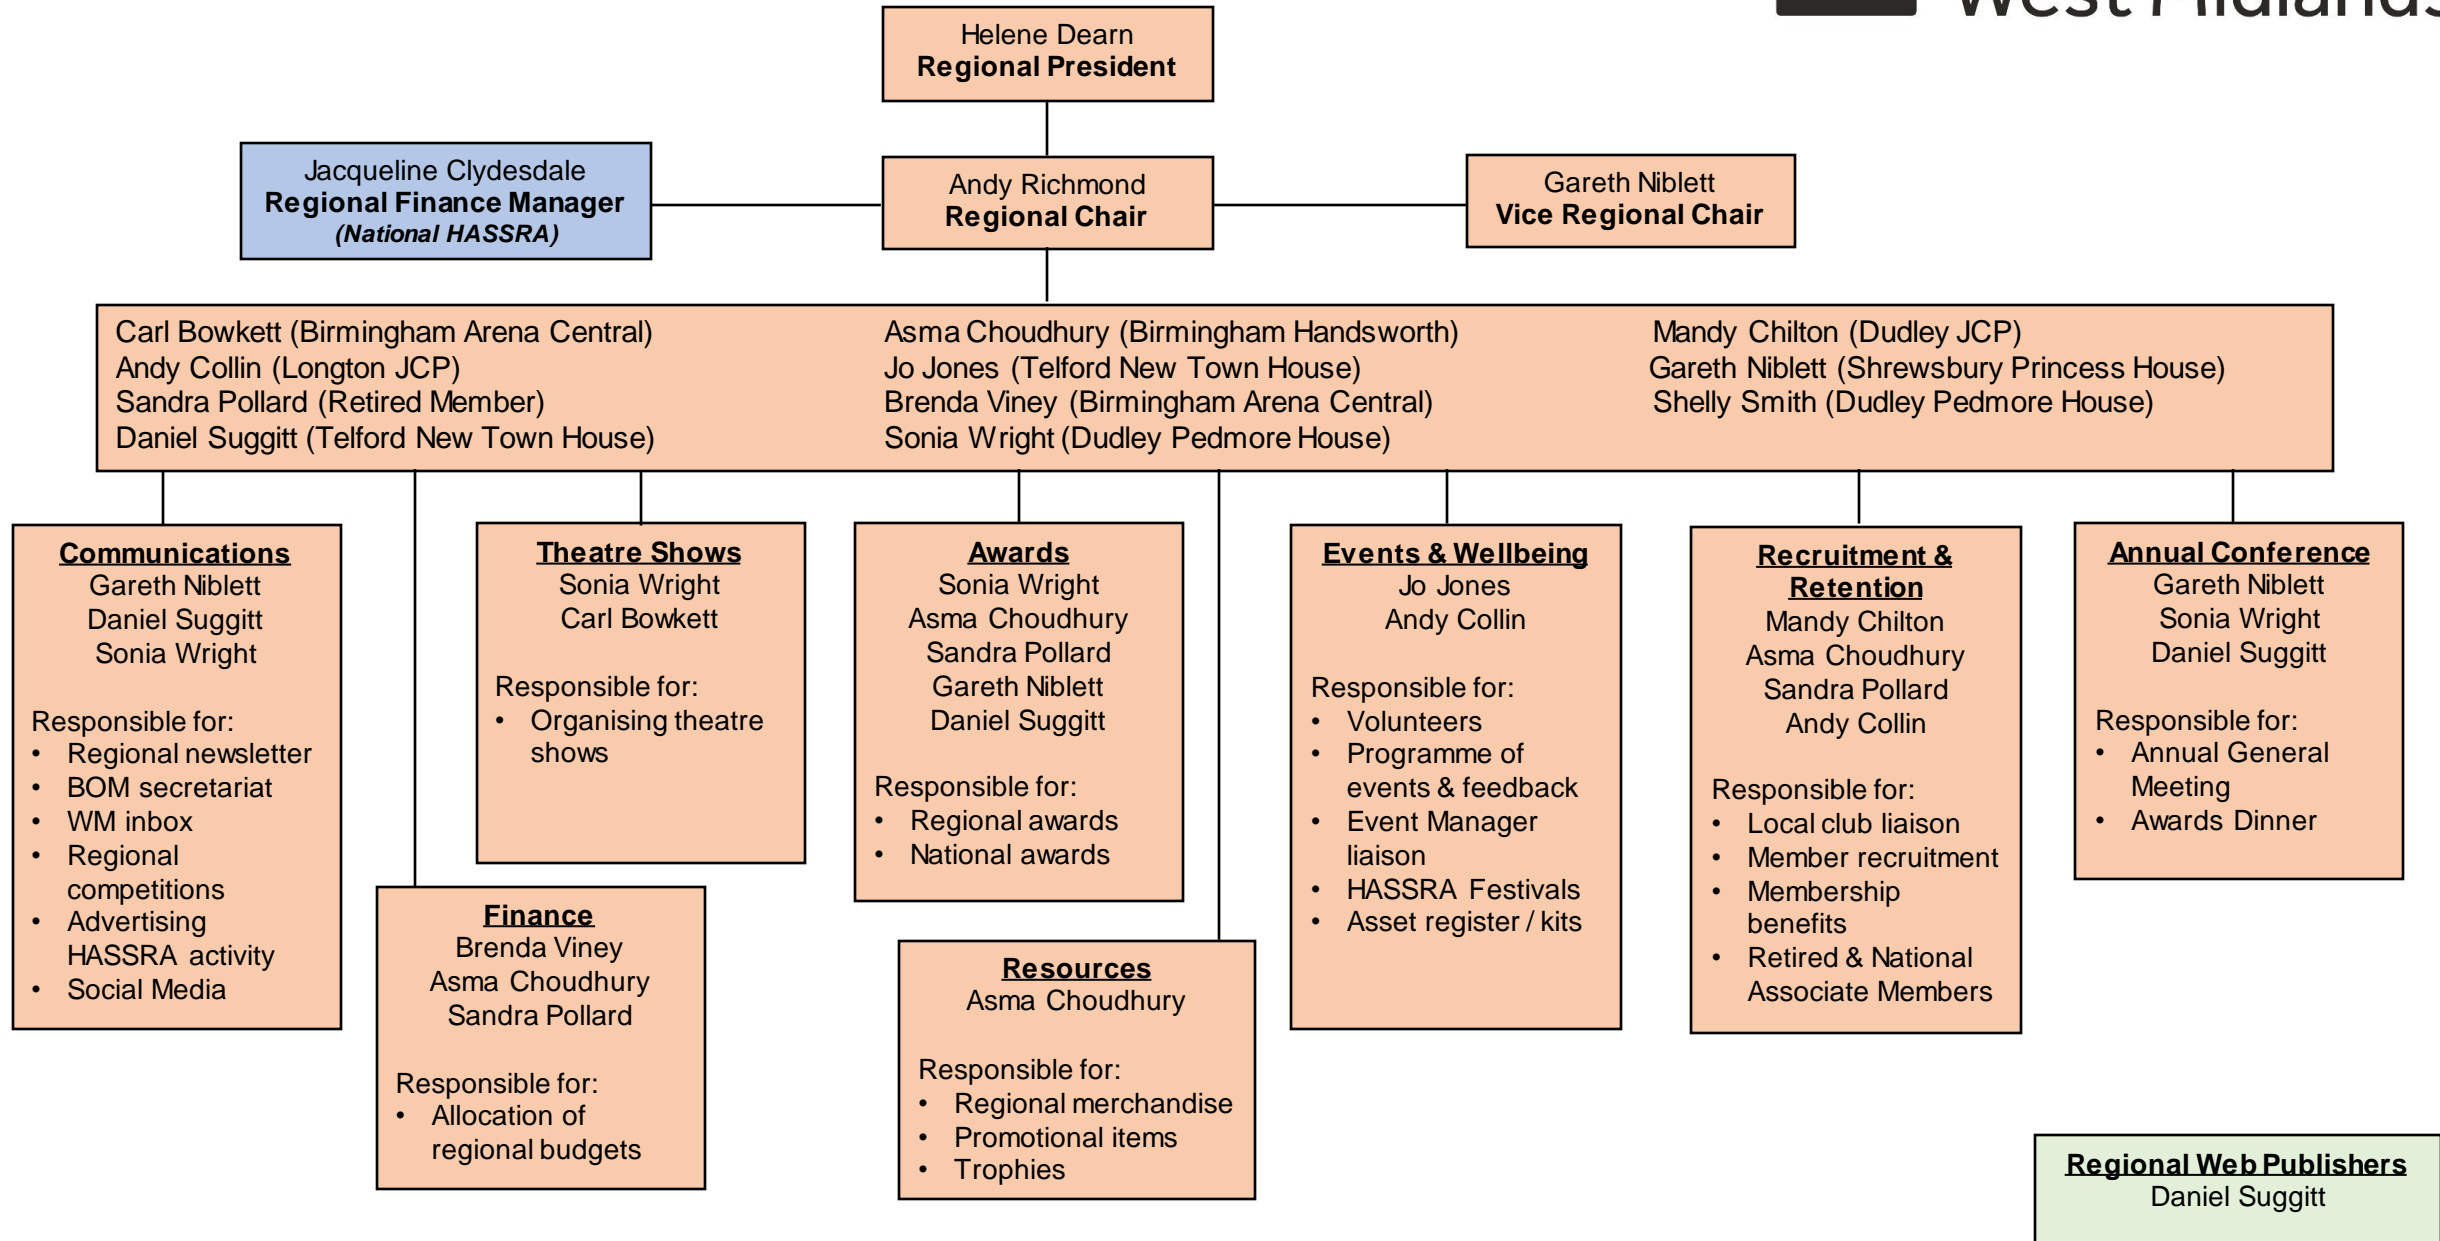 West Midlands
Helene Dearn
Regional President
Jacqueline Clydesdale
Regional Finance Manager
(National HASSRA)
Andy Richmond
Regional Chair
Gareth Niblett
Vice Regional Chair
Carl Bowkett (Birmingham Arena Central)
Andy Collin (Longton JCP)
Sandra Pollard (Retired Member)
Daniel Suggitt (Telford New Town House)
Asma Choudhury (Birmingham Handsworth)
Jo Jones (Telford New Town House)
Brenda Viney (Birmingham Arena Central)
Sonia Wright (Dudley Pedmore House)
Mandy Chilton (Dudley JCP)
Gareth Niblett (Shrewsbury Princess House)
Shelly Smith (Dudley Pedmore House)
Communications
Gareth Niblett
Daniel Suggitt
Sonia Wright
Responsible for:
• Regional newsletter
• BOM secretariat
• WM inbox
• Regional
competitions
• Advertising
HASSRA activity
• Social Media
Finance
Brenda Viney
Asma Choudhury
Sandra Pollard
Responsible for:
• Allocation of
regional budgets
Theatre Shows
Sonia Wright
Carl Bowkett
Responsible for:
• Organising theatre
shows
Awards
Sonia Wright
Asma Choudhury
Sandra Pollard
Gareth Niblett
Daniel Suggitt
Responsible for:
• Regional awards
• National awards
Resources
Asma Choudhury
Responsible for:
• Regional merchandise
• Promotional items
• Trophies
Events & Wellbeing
Jo Jones
Andy Collin
Responsible for:
• Volunteers
• Programme of
events & feedback
• Event Manager
liaison
• HASSRA Festivals
• Asset register / kits
Recruitment &
Retention
Mandy Chilton
Asma Choudhury
Sandra Pollard
Andy Collin
Responsible for:
• Local club liaison
• Member recruitment
• Membership
benefits
• Retired & National
Associate Members
Annual Conference
Gareth Niblett
Sonia Wright
Daniel Suggitt
Responsible for:
• Annual General
Meeting
• Awards Dinner
Regional Web Publishers
Daniel Suggitt